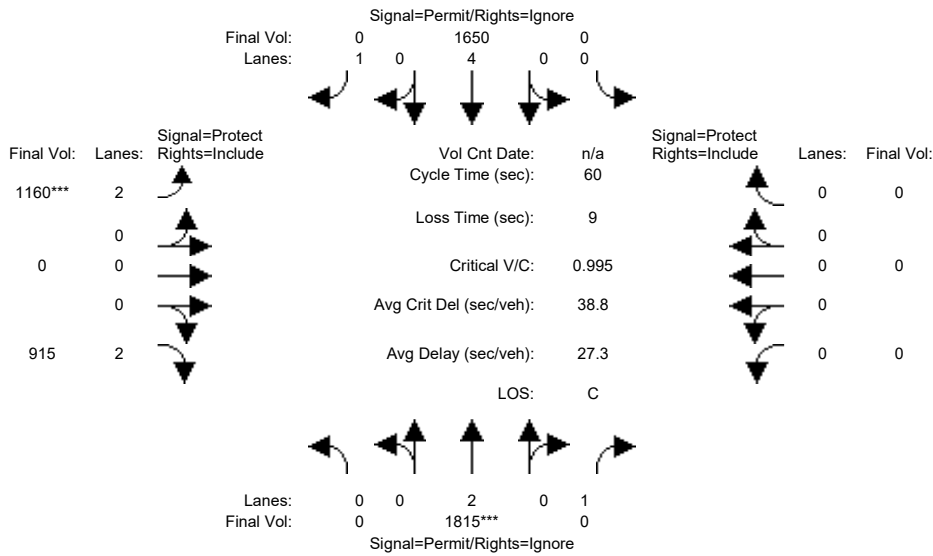 Signal=Permit/Rights=Ignore
Final Vol: 0 1650 0
Lanes: 1 0 4 0 0
Signal=Protect
Final Vol: Lanes: Rights=Include
Vol Cnt Date: n/a
Signal=Protect
Rights=Include Lanes: Final Vol:
Cycle Time (sec): 60
1160*** 2
0 0
Loss Time (sec): 9
0
0
0 0
Critical V/C: 0.995
0 0
0
Avg Crit Del (sec/veh): 38.8
0
915 2
Avg Delay (sec/veh): 27.3
0 0
LOS: C
Lanes: 0 0 2 0 1
Final Vol: 0 1815*** 0
Signal=Permit/Rights=Ignore